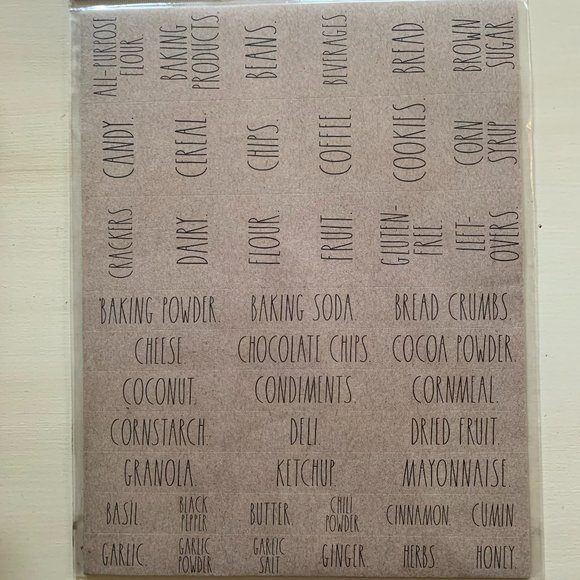 ALL-PURPOSE
FLOUR
BAKING
PRODUCTS.
BEANS.
BEVERAGES
BREAD.
BROWN
SUGAR.
CANDY.
CEREAL.
CHIPS.
COFFEE.
COOKIES.
CORN
SYRUP.
CRACKERS
DAIRY.
FLOUR.
FRUIT.
GLUTEN-
FREE.
LEFT-
OVERS.
BAKING POWDER. BAKING SODA. BREAD CRUMBS.
CHEESE CHOCOLATE CHIPS. COCOA POWDER.
COCONUT. CONDIMENTS. CORNMEAL.
CORNSTARCH. DELI. DRIED FRUIT.
GRANOLA. KETCHUP. MAYONNAISE.
BASIL.
BLACK
PEPPER.
BUTTER.
CHILI
POWDER.
CINNAMON
CUMIN
GARLIC.
GARLIC
POWDER.
GARLIC
SALT
GINGER.
HERBS.
HONEY.